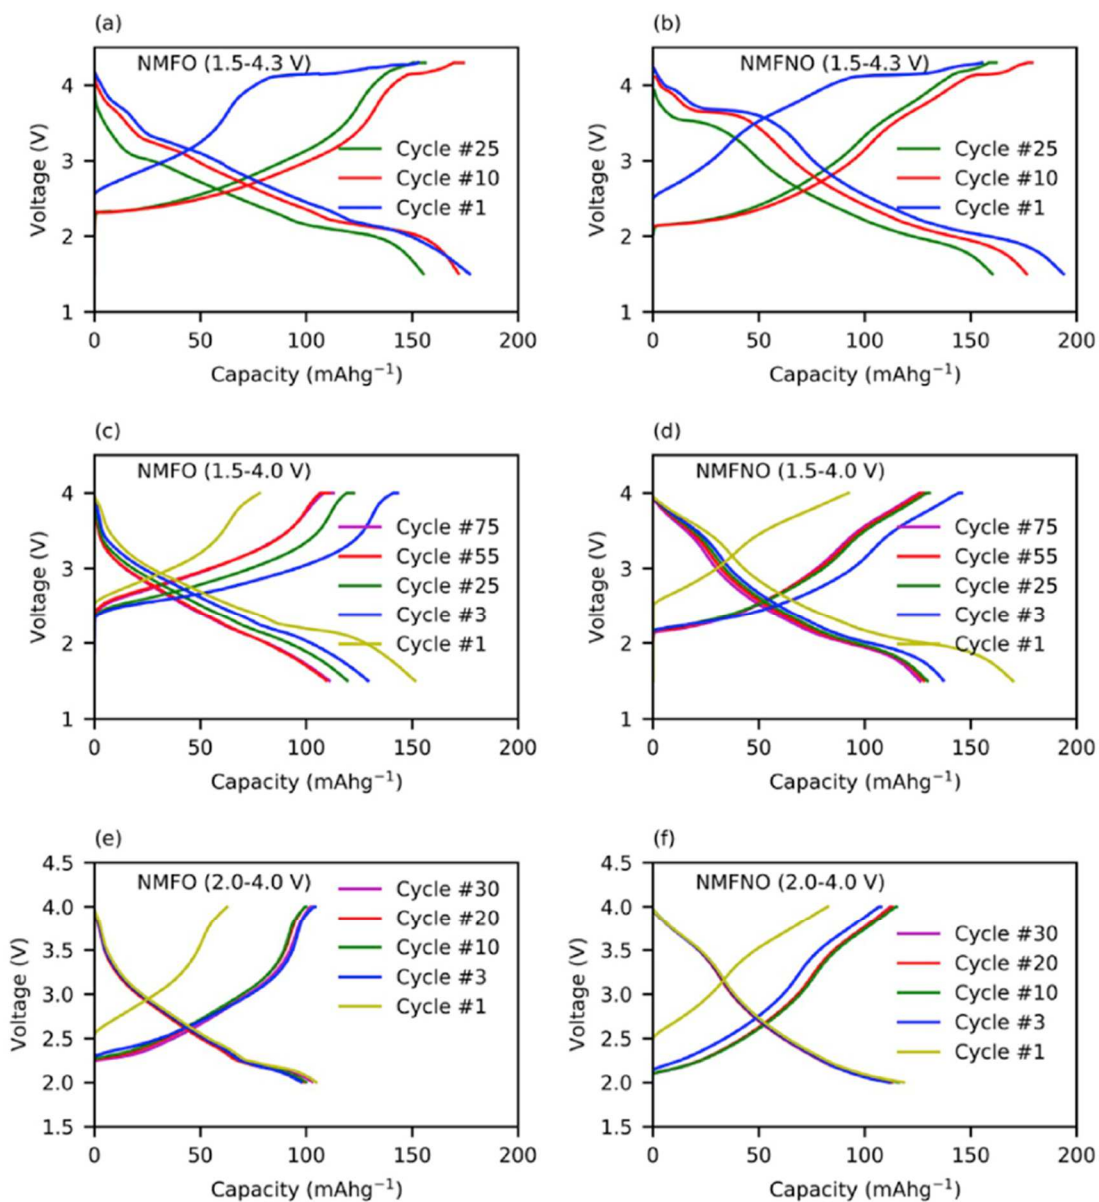 (a)
NMFO (1.5-4.3 V)
Cycle #25
Cycle #10
Cycle #1
4
3
2
1
Voltage (V)
0 50 100 150 200
Capacity (mAhg⁻¹)
(b)
NMFNO (1.5-4.3 V)
Cycle #25
Cycle #10
Cycle #1
4
3
2
1
Voltage (V)
0 50 100 150 200
Capacity (mAhg⁻¹)
(c)
NMFO (1.5-4.0 V)
Cycle #75
Cycle #55
Cycle #25
Cycle #3
Cycle #1
4
3
2
1
Voltage (V)
0 50 100 150 200
Capacity (mAhg⁻¹)
(d)
NMFNO (1.5-4.0 V)
Cycle #75
Cycle #55
Cycle #25
Cycle #3
Cycle #1
4
3
2
1
Voltage (V)
0 50 100 150 200
Capacity (mAhg⁻¹)
(e)
NMFO (2.0-4.0 V)
Cycle #30
Cycle #20
Cycle #10
Cycle #3
Cycle #1
4.5
4.0
3.5
3.0
2.5
2.0
1.5
Voltage (V)
0 50 100 150 200
Capacity (mAhg⁻¹)
(f)
NMFNO (2.0-4.0 V)
Cycle #30
Cycle #20
Cycle #10
Cycle #3
Cycle #1
4.5
4.0
3.5
3.0
2.5
2.0
1.5
Voltage (V)
0 50 100 150 200
Capacity (mAhg⁻¹)